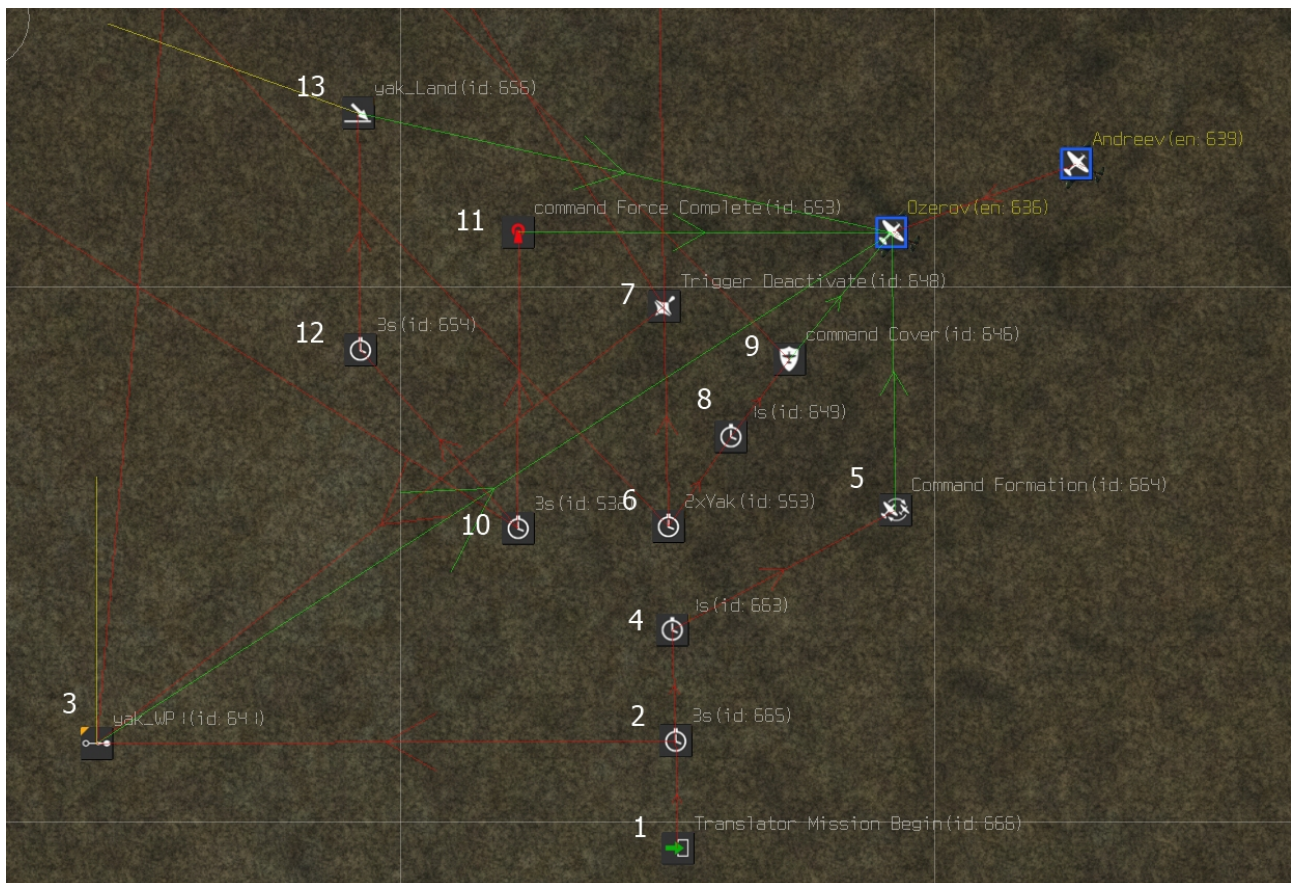 13
yak_Land(id: 656)
Andreev(en: 639)
11
command Force Complete(id: 653)
Ozerov(en: 636)
7
Trigger Deactivate(id: 648)
12
3s(id: 654)
9
command Cover(id: 646)
8
1s(id: 649)
5
Command Formation(id: 664)
10
3s(id: 538)
6
2xYak(id: 553)
4
1s(id: 663)
3
yak_WP1(id: 641)
2
3s(id: 665)
1
Translator Mission Begin(id: 666)